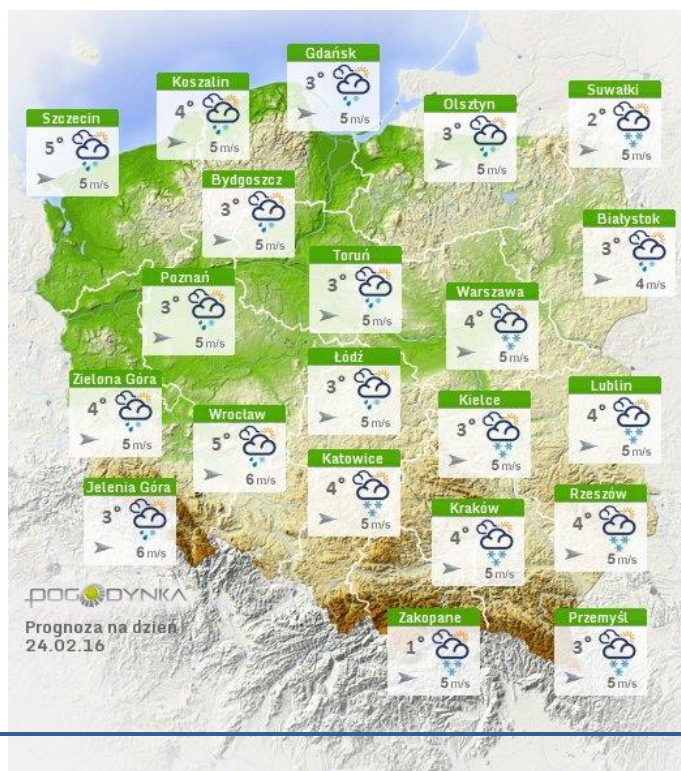 Gdańsk
3°
5 m/s
Koszalin
4°
5 m/s
Suwałki
2°
5 m/s
Olsztyn
3°
5 m/s
Szczecin
5°
5 m/s
Bydgoszcz
3°
5 m/s
Białystok
3°
4 m/s
Toruń
3°
5 m/s
Poznań
3°
5 m/s
Warszawa
4°
5 m/s
Łódź
3°
5 m/s
Zielona Góra
4°
5 m/s
Lublin
4°
5 m/s
Kielce
3°
5 m/s
Wrocław
5°
6 m/s
Katowice
4°
5 m/s
Jelenia Góra
3°
6 m/s
Rzeszów
4°
5 m/s
Kraków
4°
5 m/s
POGODYNKA
Prognoza na dzień
24.02.16
Zakopane
1°
5 m/s
Przemyśl
3°
5 m/s